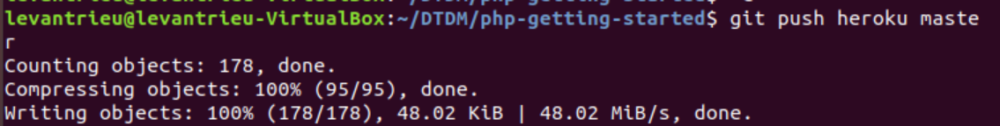 levantrieu@levantrieu-VirtualBox:~/DTDM/php-getting-started$ git push heroku maste
r
Counting objects: 178, done.
Compressing objects: 100% (95/95), done.
Writing objects: 100% (178/178), 48.02 KiB | 48.02 MiB/s, done.